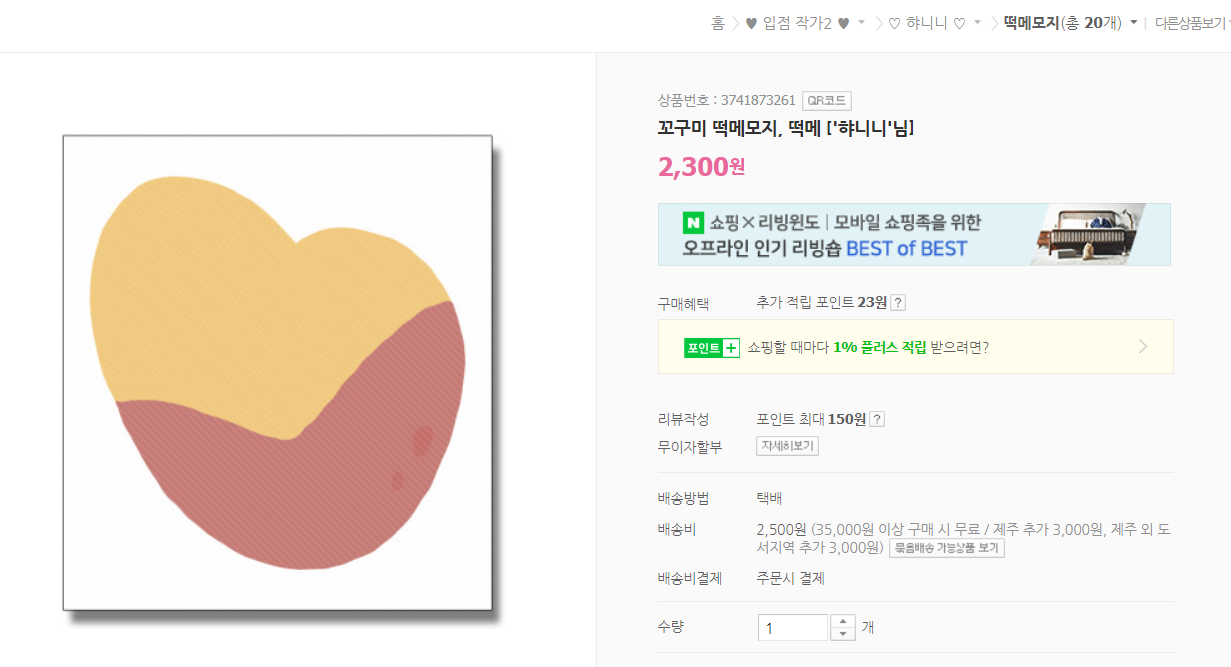 홈 > ♥ 입점 작가2 ♥ > ♡ 햐니니 ♡ > 떡메모지(총 20개) | 다른상품보기
상품번호 : 3741873261 QR코드
꼬구미 떡메모지, 떡메 ['햐니니'님]
2,300원
N 쇼핑×리빙윈도 | 모바일 쇼핑족을 위한
오프라인 인기 리빙숍 BEST of BEST
구매혜택 추가 적립 포인트 23원 ?
포인트+ 쇼핑할 때마다 1% 플러스 적립 받으려면?
리뷰작성 포인트 최대 150원 ?
무이자할부 자세히보기
배송방법 택배
배송비 2,500원 (35,000원 이상 구매 시 무료 / 제주 추가 3,000원, 제주 외 도
서지역 추가 3,000원) 묶음배송 가능상품 보기
배송비결제 주문시 결제
수량 1 개